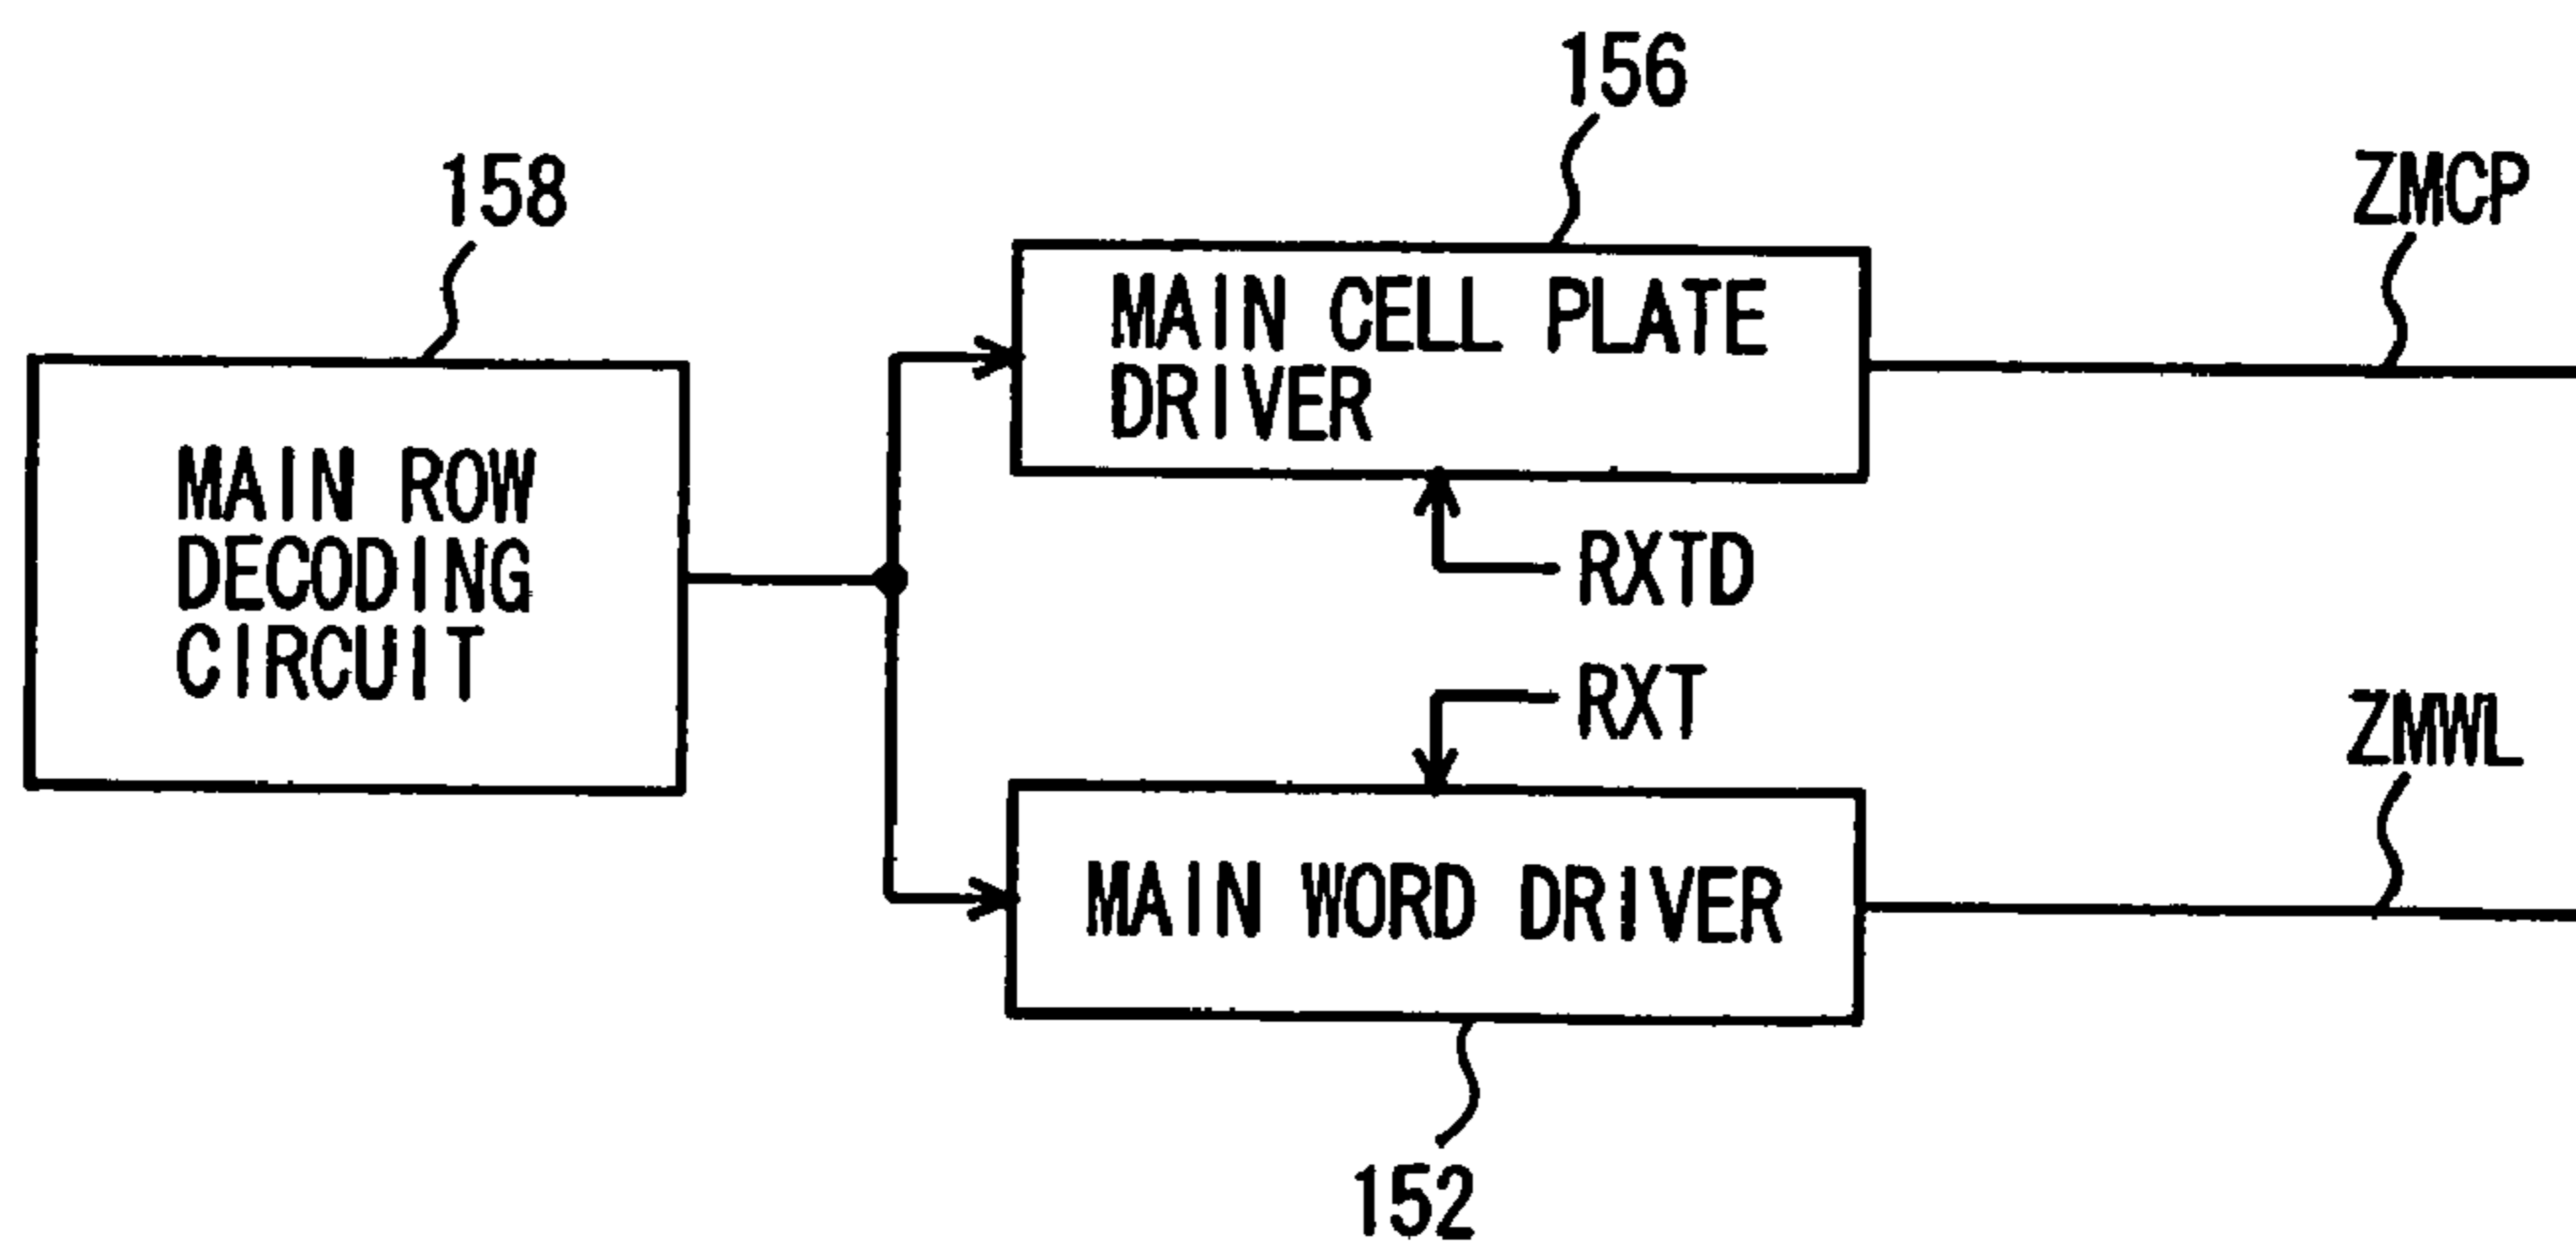 156
158
ZMCP
MAIN CELL PLATE
DRIVER
MAIN ROW
DECODING
CIRCUIT
RXTD
RXT
ZMWL
MAIN WORD DRIVER
152